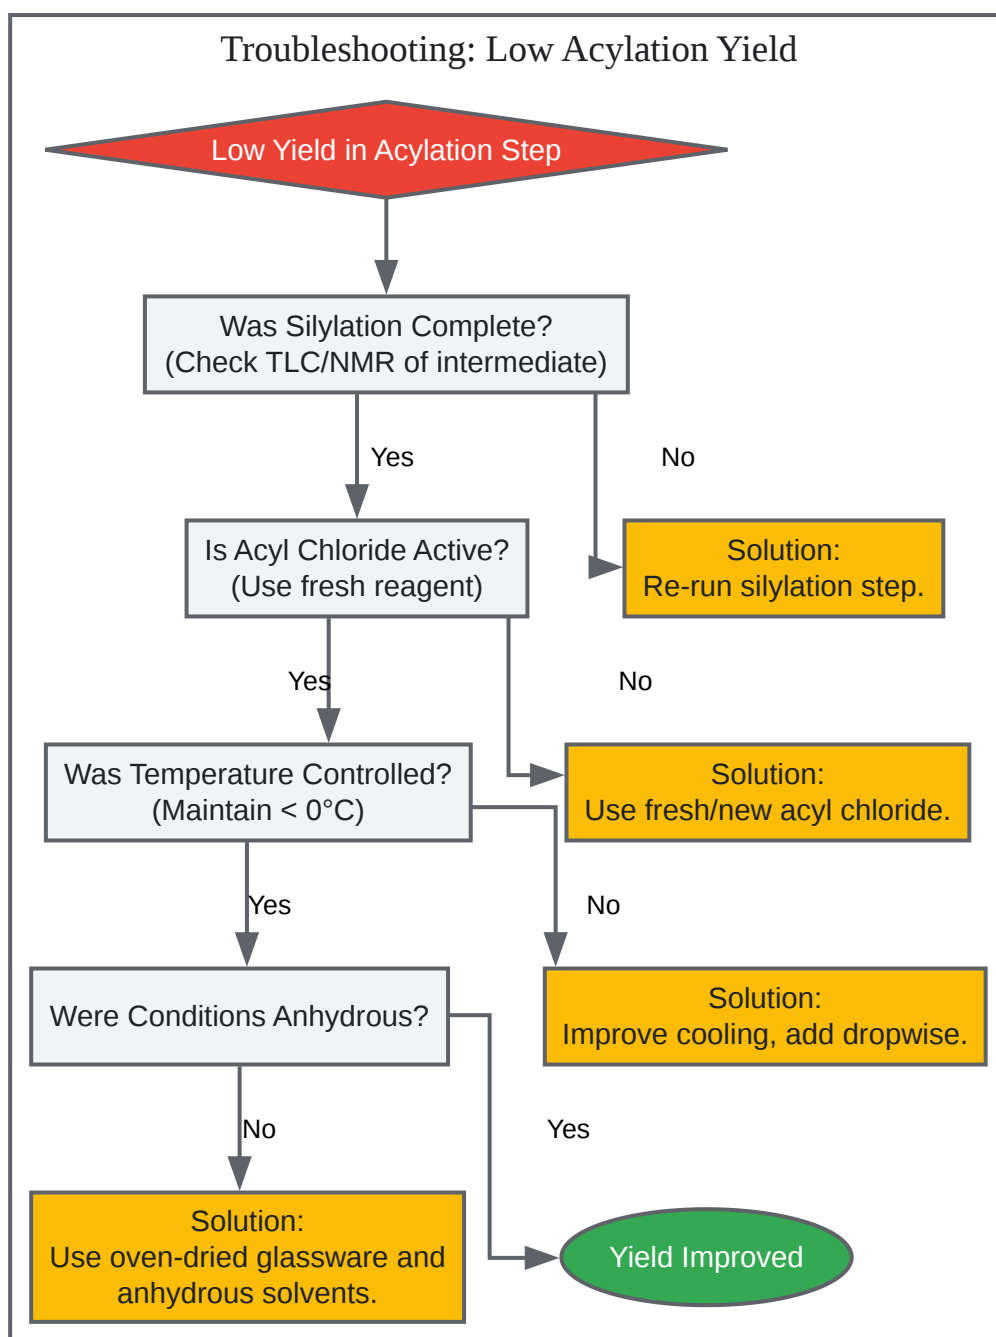 Troubleshooting: Low Acylation Yield
Low Yield in Acylation Step
Was Silylation Complete?
(Check TLC/NMR of intermediate)
Yes
No
Is Acyl Chloride Active?
(Use fresh reagent)
Solution:
Re-run silylation step.
Yes
No
Was Temperature Controlled?
(Maintain < 0°C)
Solution:
Use fresh/new acyl chloride.
Yes
No
Were Conditions Anhydrous?
Solution:
Improve cooling, add dropwise.
No
Yes
Solution:
Use oven-dried glassware and
anhydrous solvents.
Yield Improved